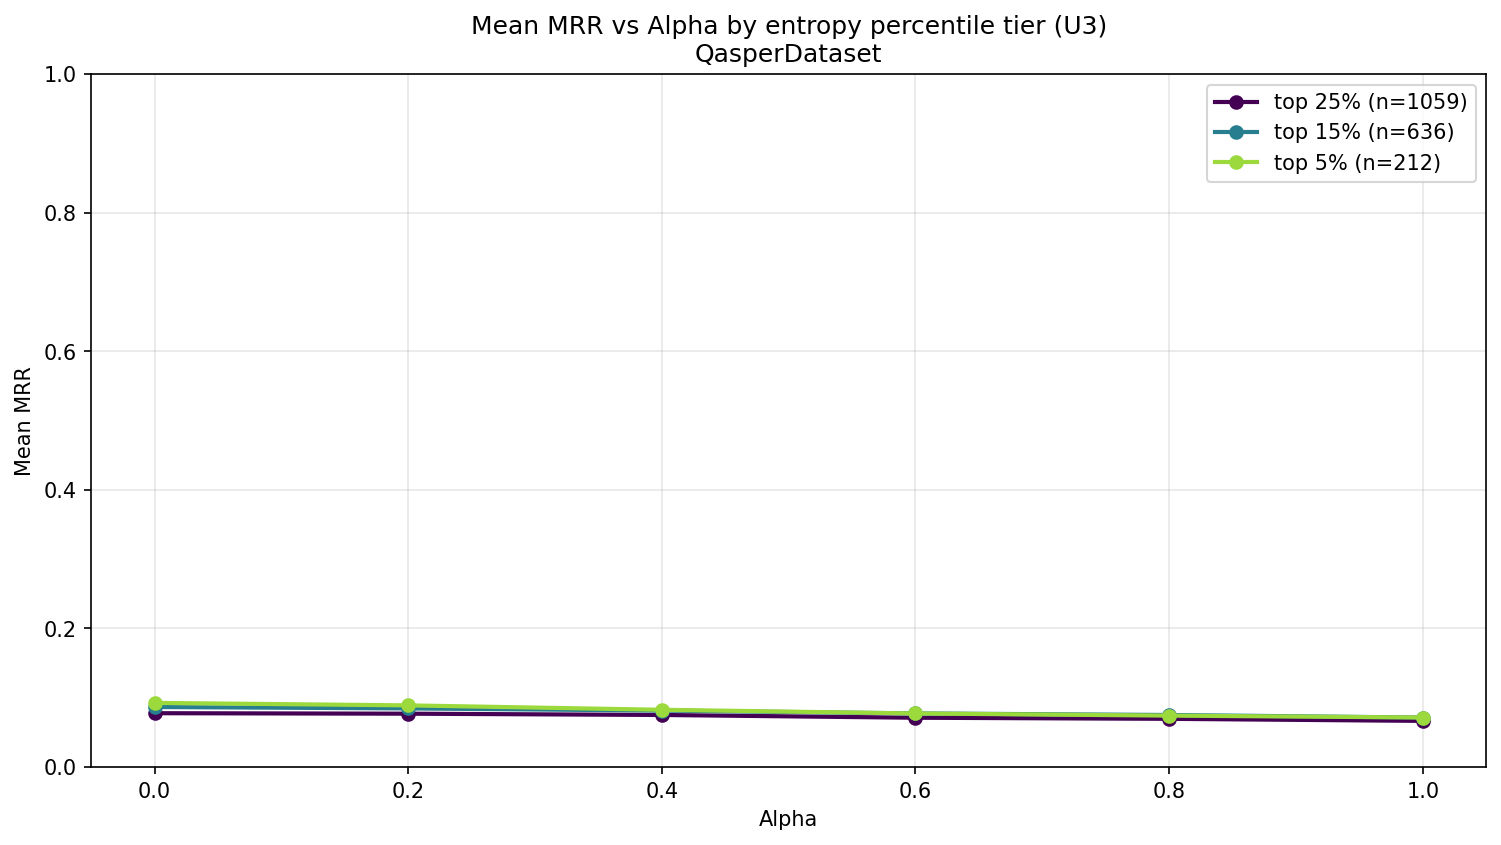 Mean MRR vs Alpha by entropy percentile tier (U3)
QasperDataset
top 25% (n=1059)
top 15% (n=636)
top 5% (n=212)
Mean MRR
1.0
0.8
0.6
0.4
0.2
0.0
0.0 0.2 0.4 0.6 0.8 1.0
Alpha